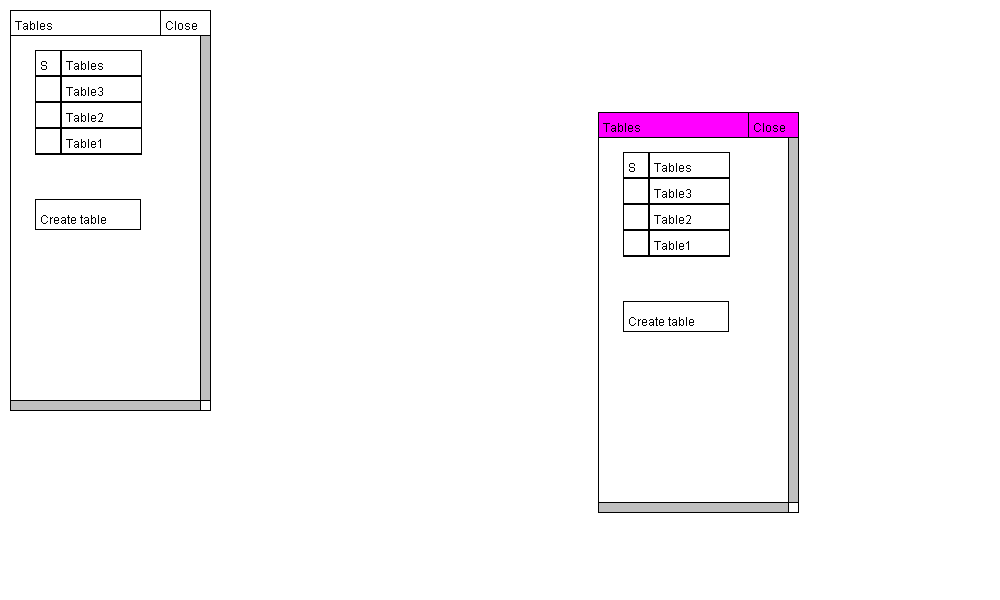 Tables Close
S Tables
Table3
Table2
Table1
Create table
Tables Close
S Tables
Table3
Table2
Table1
Create table